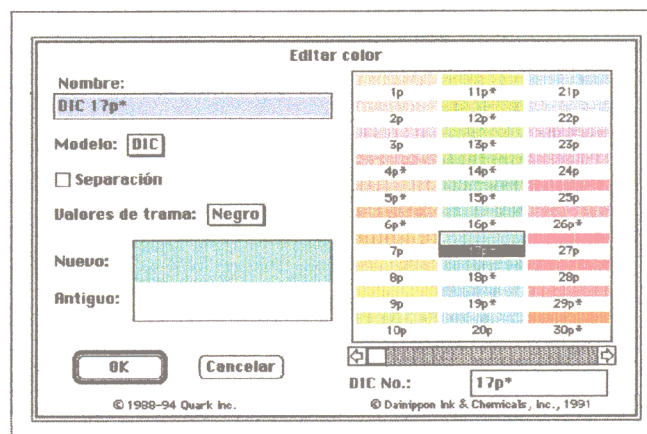 Editar color
Nombre:
DIC 17p*
Modelo: DIC
Separación
Valores de trama: Negro
Nuevo:
Antiguo:
OK
Cancelar
© 1988-94 Quark Inc.
1p 11p* 21p
2p 12p* 22p
3p 13p* 23p
4p* 14p* 24p
5p* 15p* 25p
6p* 16p* 26p*
7p 17p* 27p
8p 18p* 28p
9p 19p* 29p*
10p 20p 30p*
DIC No.: 17p*
© Dainippon Ink & Chemicals, Inc., 1991